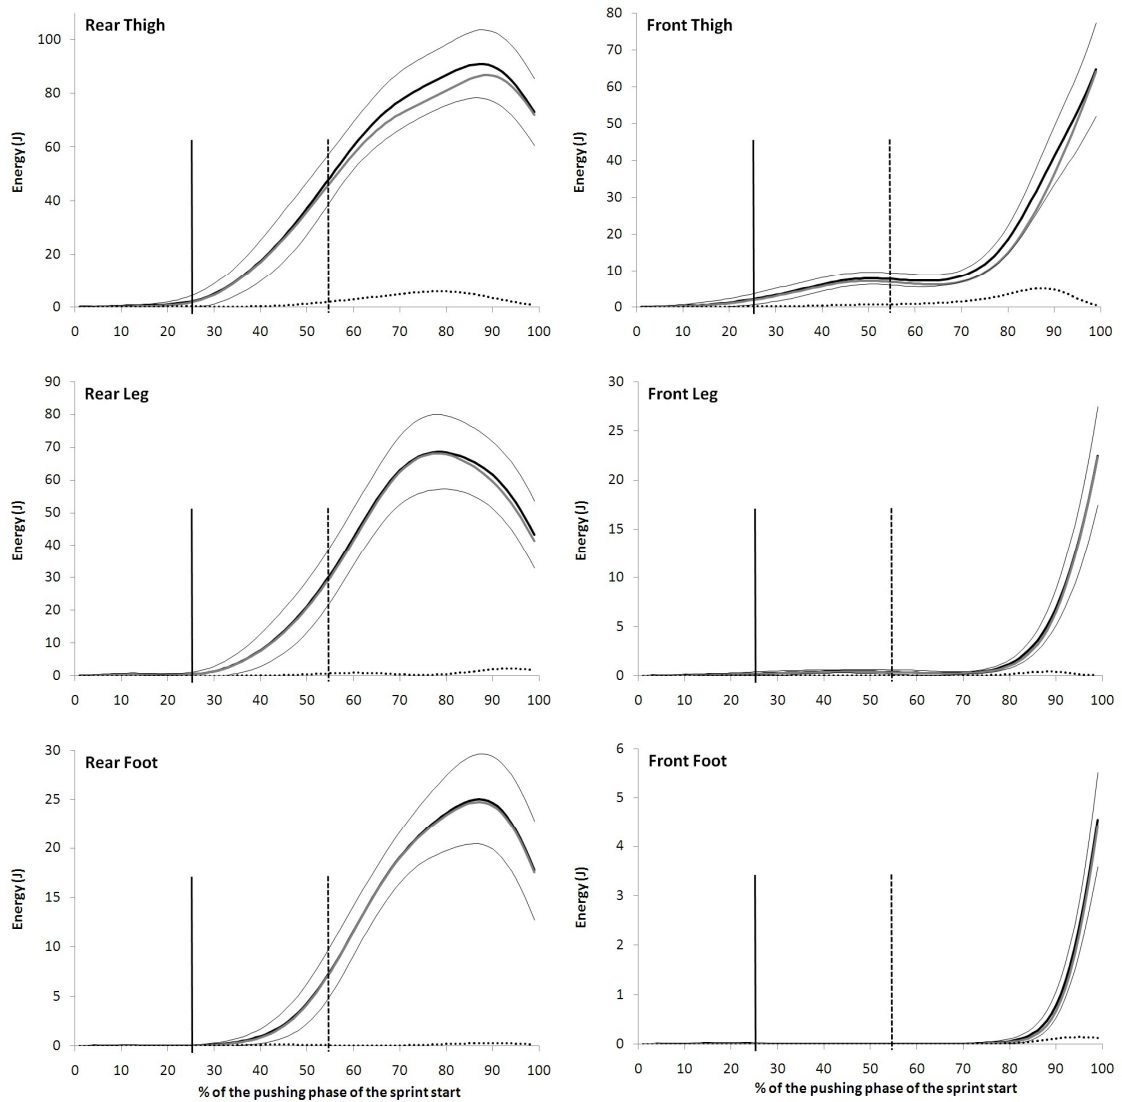 Rear Thigh
Energy (J)
100
80
60
40
20
0
0 10 20 30 40 50 60 70 80 90 100
Front Thigh
Energy (J)
80
70
60
50
40
30
20
10
0
0 10 20 30 40 50 60 70 80 90 100
Rear Leg
Energy (J)
90
80
70
60
50
40
30
20
10
0
0 10 20 30 40 50 60 70 80 90 100
Front Leg
Energy (J)
30
25
20
15
10
5
0
0 10 20 30 40 50 60 70 80 90 100
Rear Foot
Energy (J)
30
25
20
15
10
5
0
0 10 20 30 40 50 60 70 80 90 100
% of the pushing phase of the sprint start
Front Foot
Energy (J)
6
5
4
3
2
1
0
0 10 20 30 40 50 60 70 80 90 100
% of the pushing phase of the sprint start